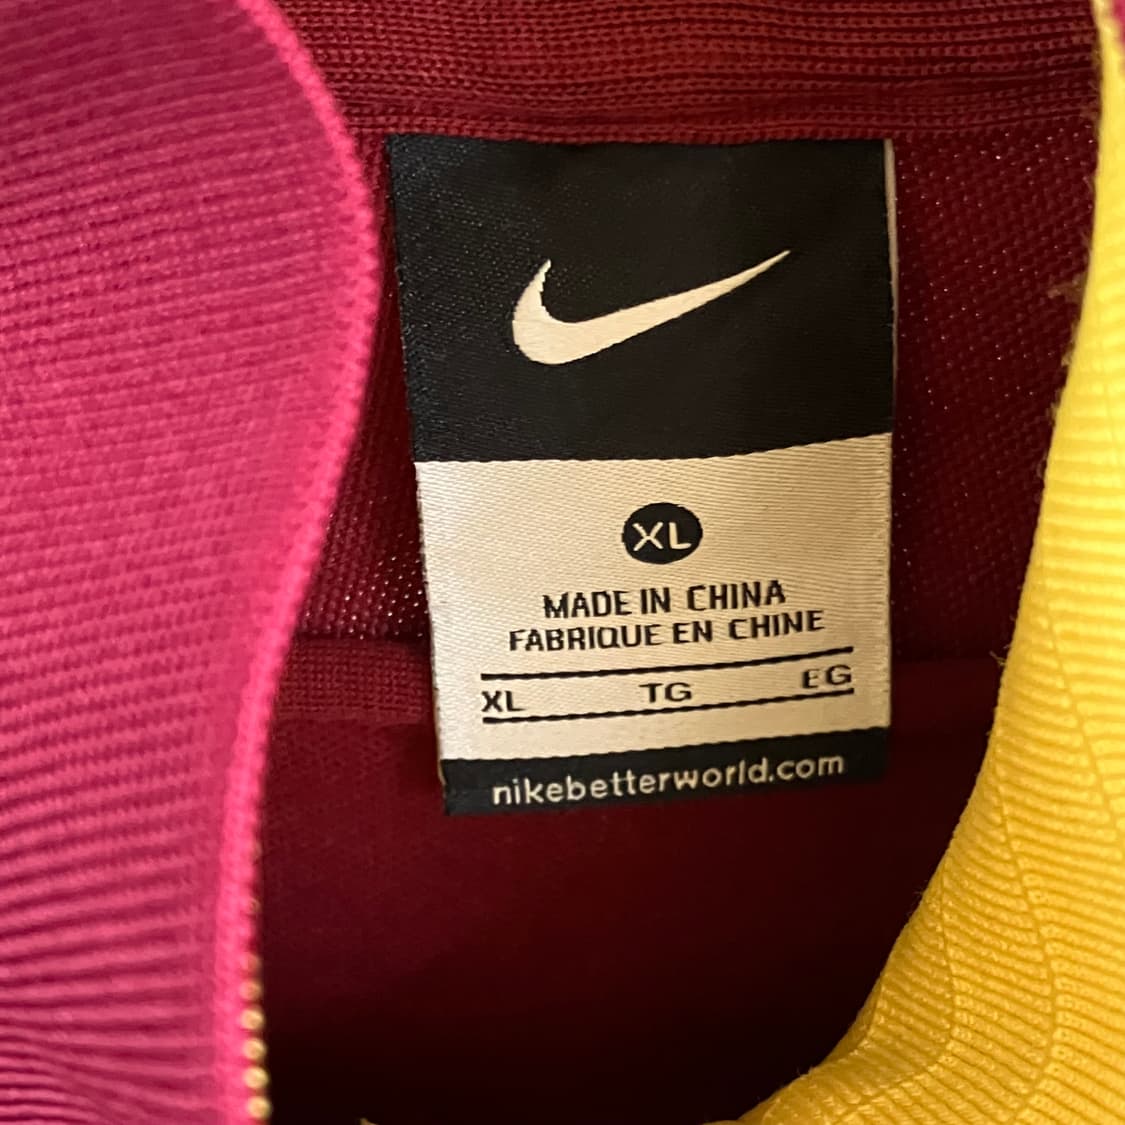 XL
MADE IN CHINA
FABRIQUE EN CHINE
XL TG EG
nikebetterworld.com